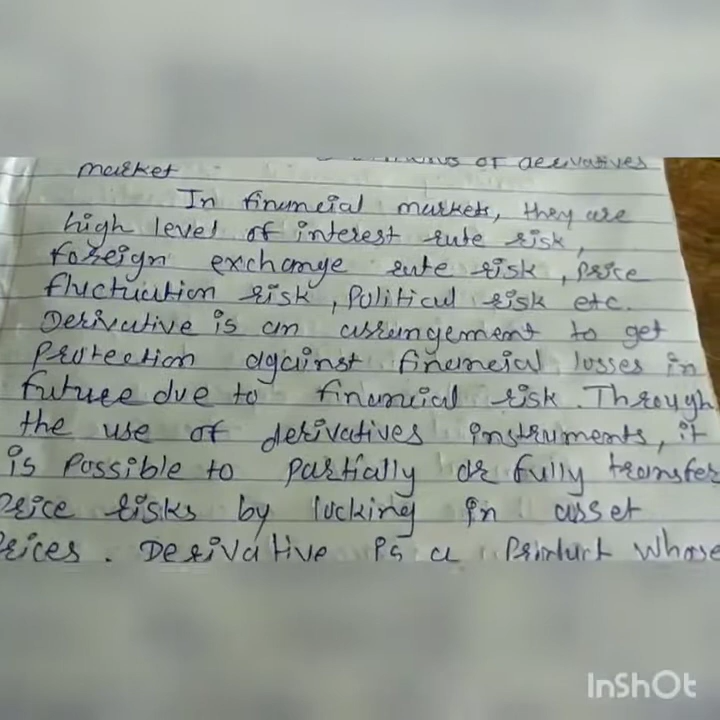 of derivatives
market
In financial markets, they are
high level of interest rate risk,
foreign exchange rate risk, price
fluctuation risk, Political risk etc.
Derivative is an arrangement to get
Protection against financial losses in
future due to financial risk. Through
the use of derivatives instruments, it
is Possible to partially or fully transfer
Price risks by locking in asset
Prices. Derivative is a Product whose
InShOt